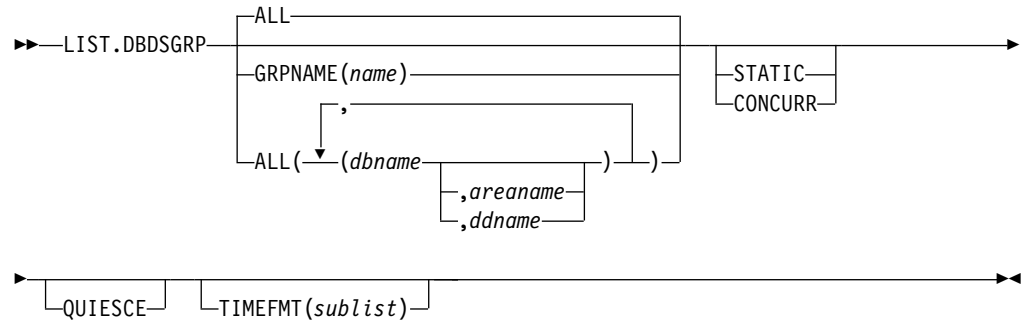 ALL
LIST.DBDSGRP
GRPNAME(name)
STATIC
CONCURR
,
ALL( (dbname ) )
,areaname
,ddname
QUIESCE TIMEFMT(sublist)